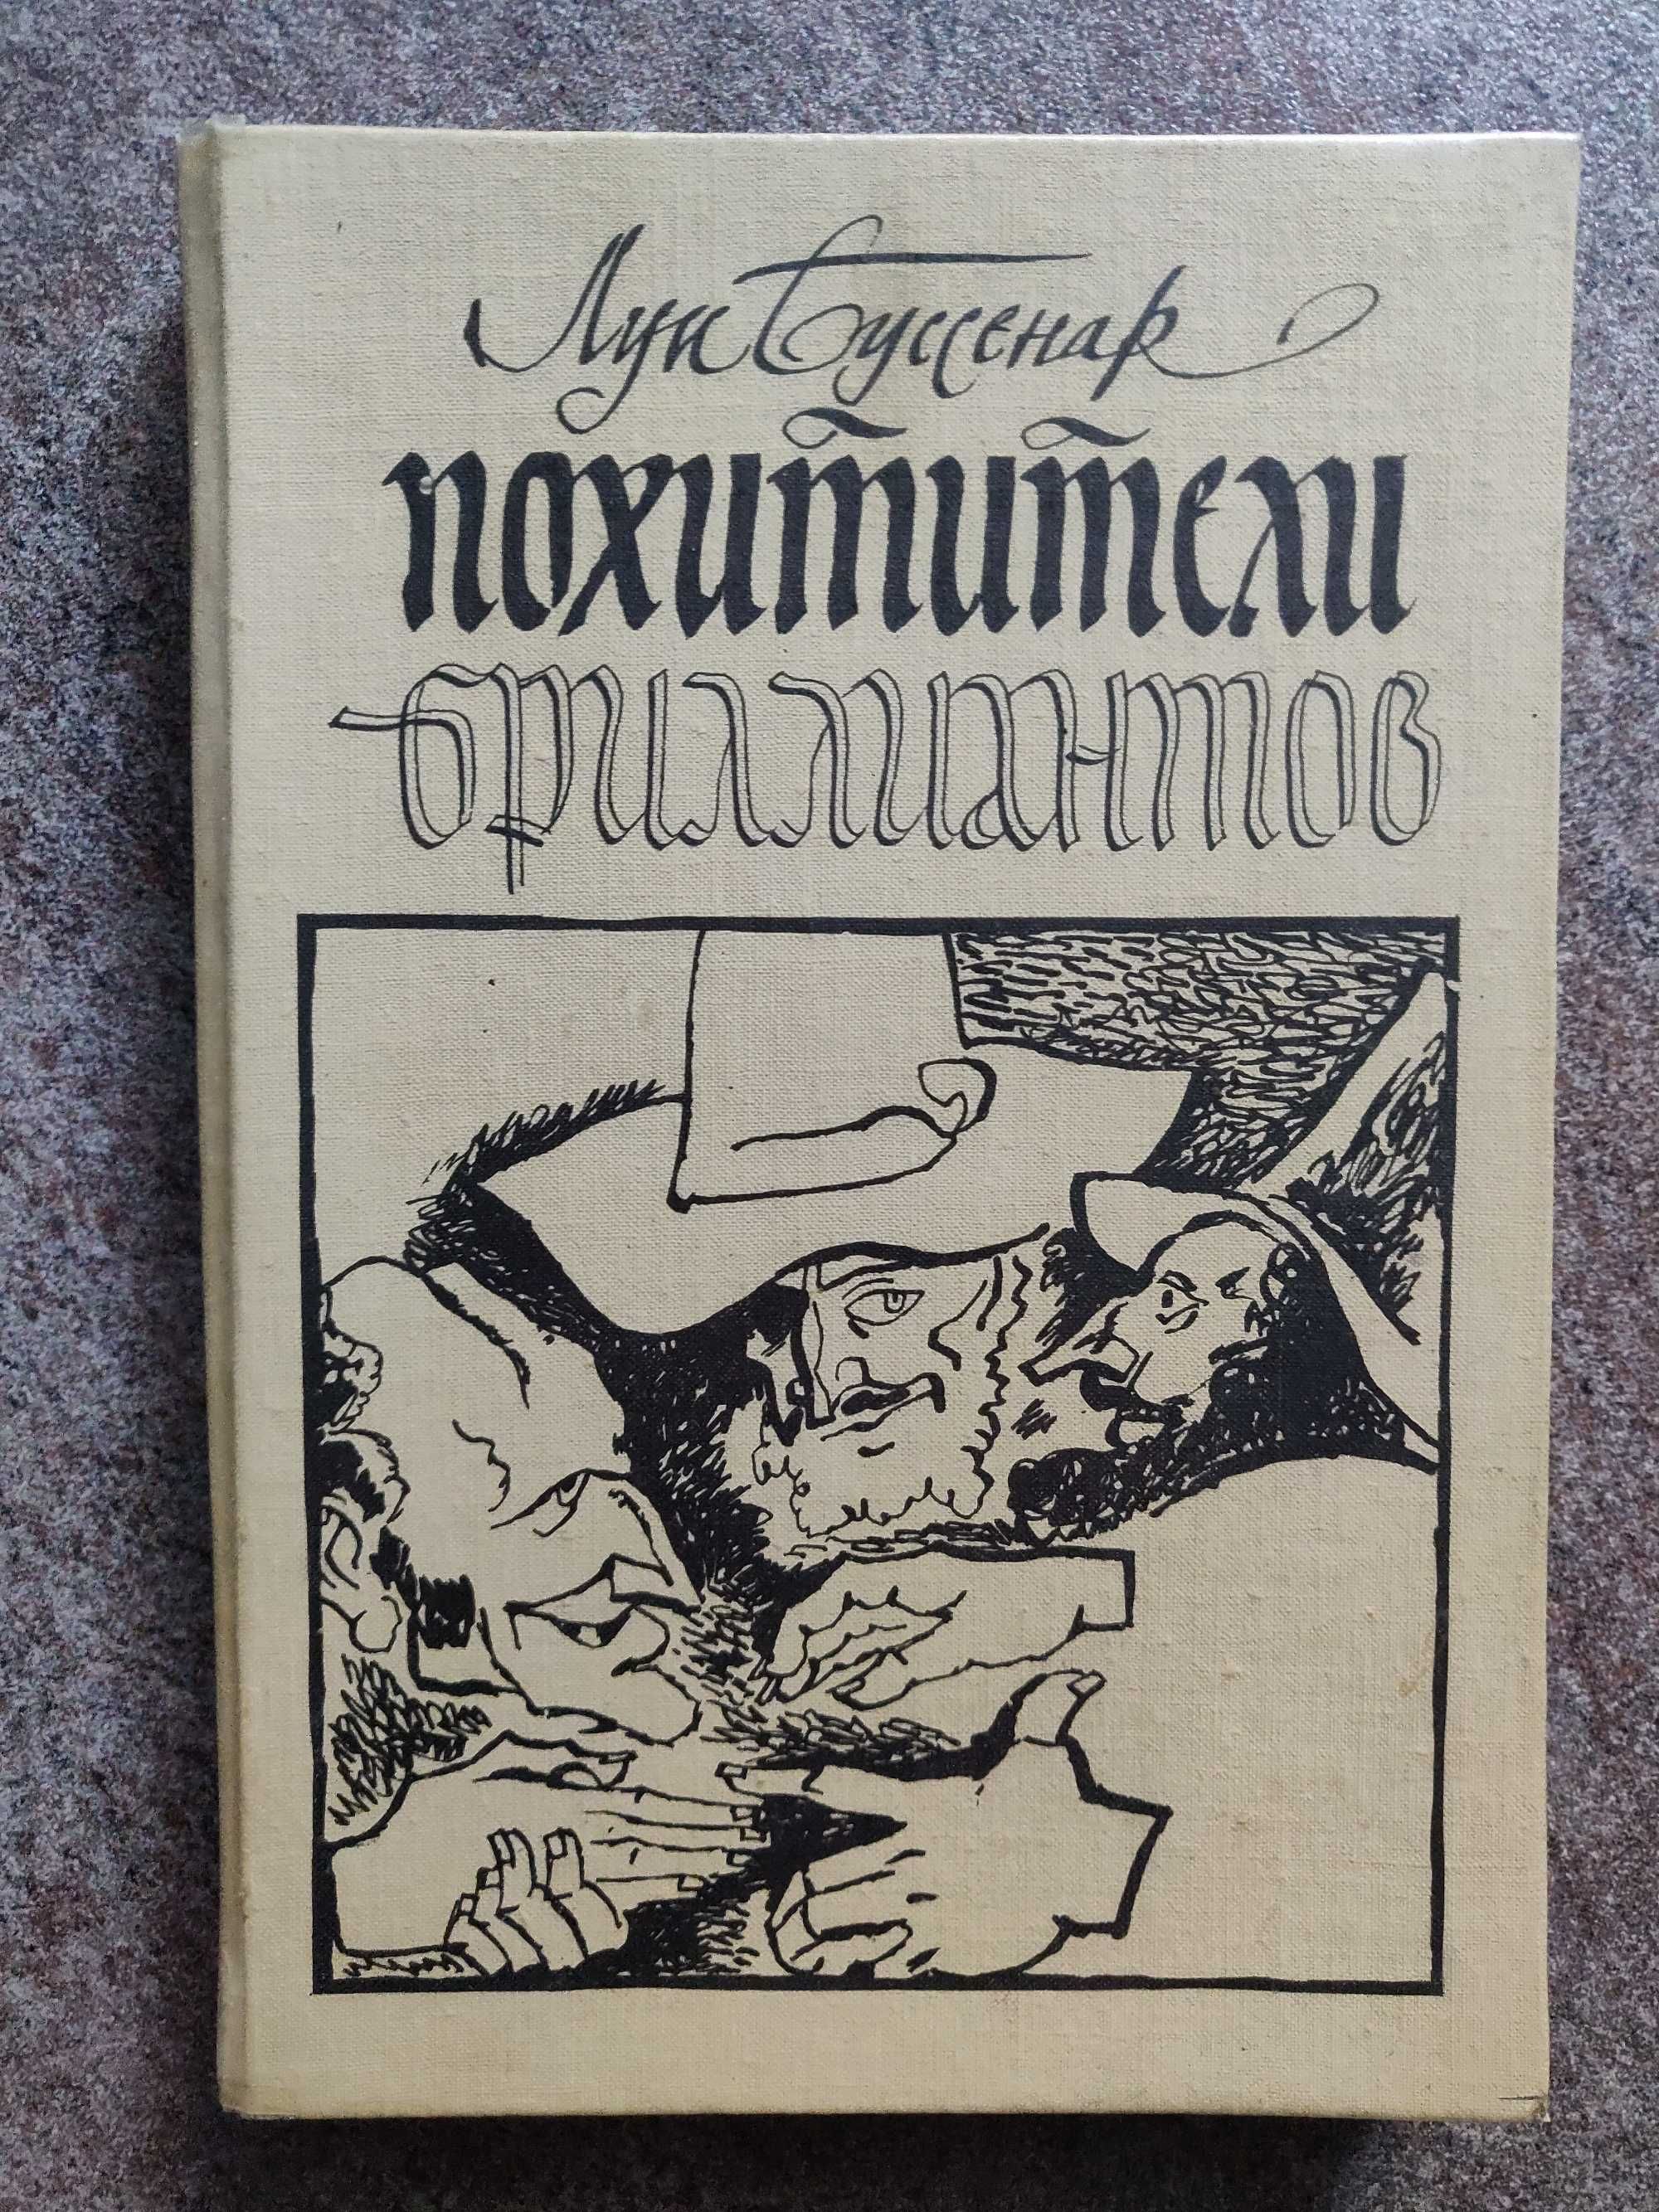 Луи Буссенар
похитители
бриллиантов